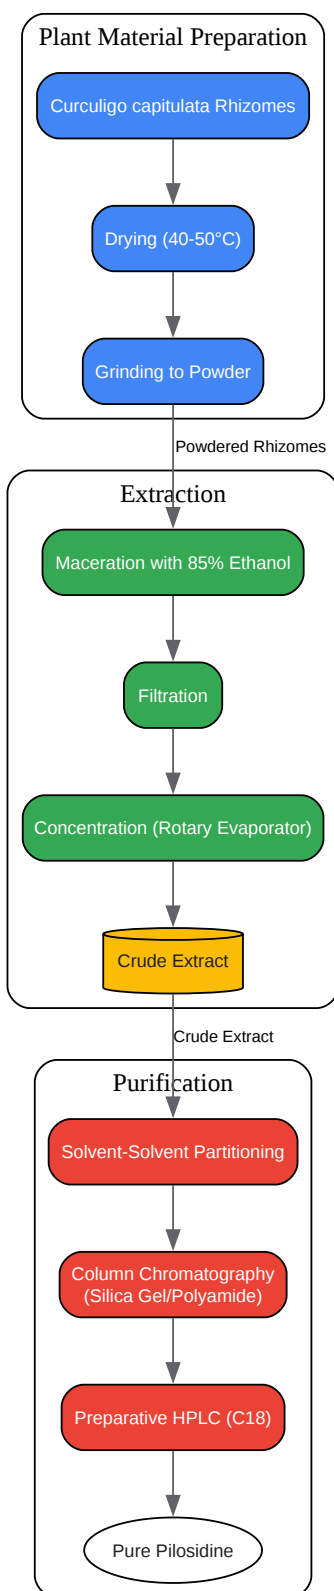 Plant Material Preparation
Curculigo capitulata Rhizomes
Drying (40-50°C)
Grinding to Powder
Powdered Rhizomes
Extraction
Maceration with 85% Ethanol
Filtration
Concentration (Rotary Evaporator)
Crude Extract
Crude Extract
Purification
Solvent-Solvent Partitioning
Column Chromatography
(Silica Gel/Polyamide)
Preparative HPLC (C18)
Pure Pilosidine